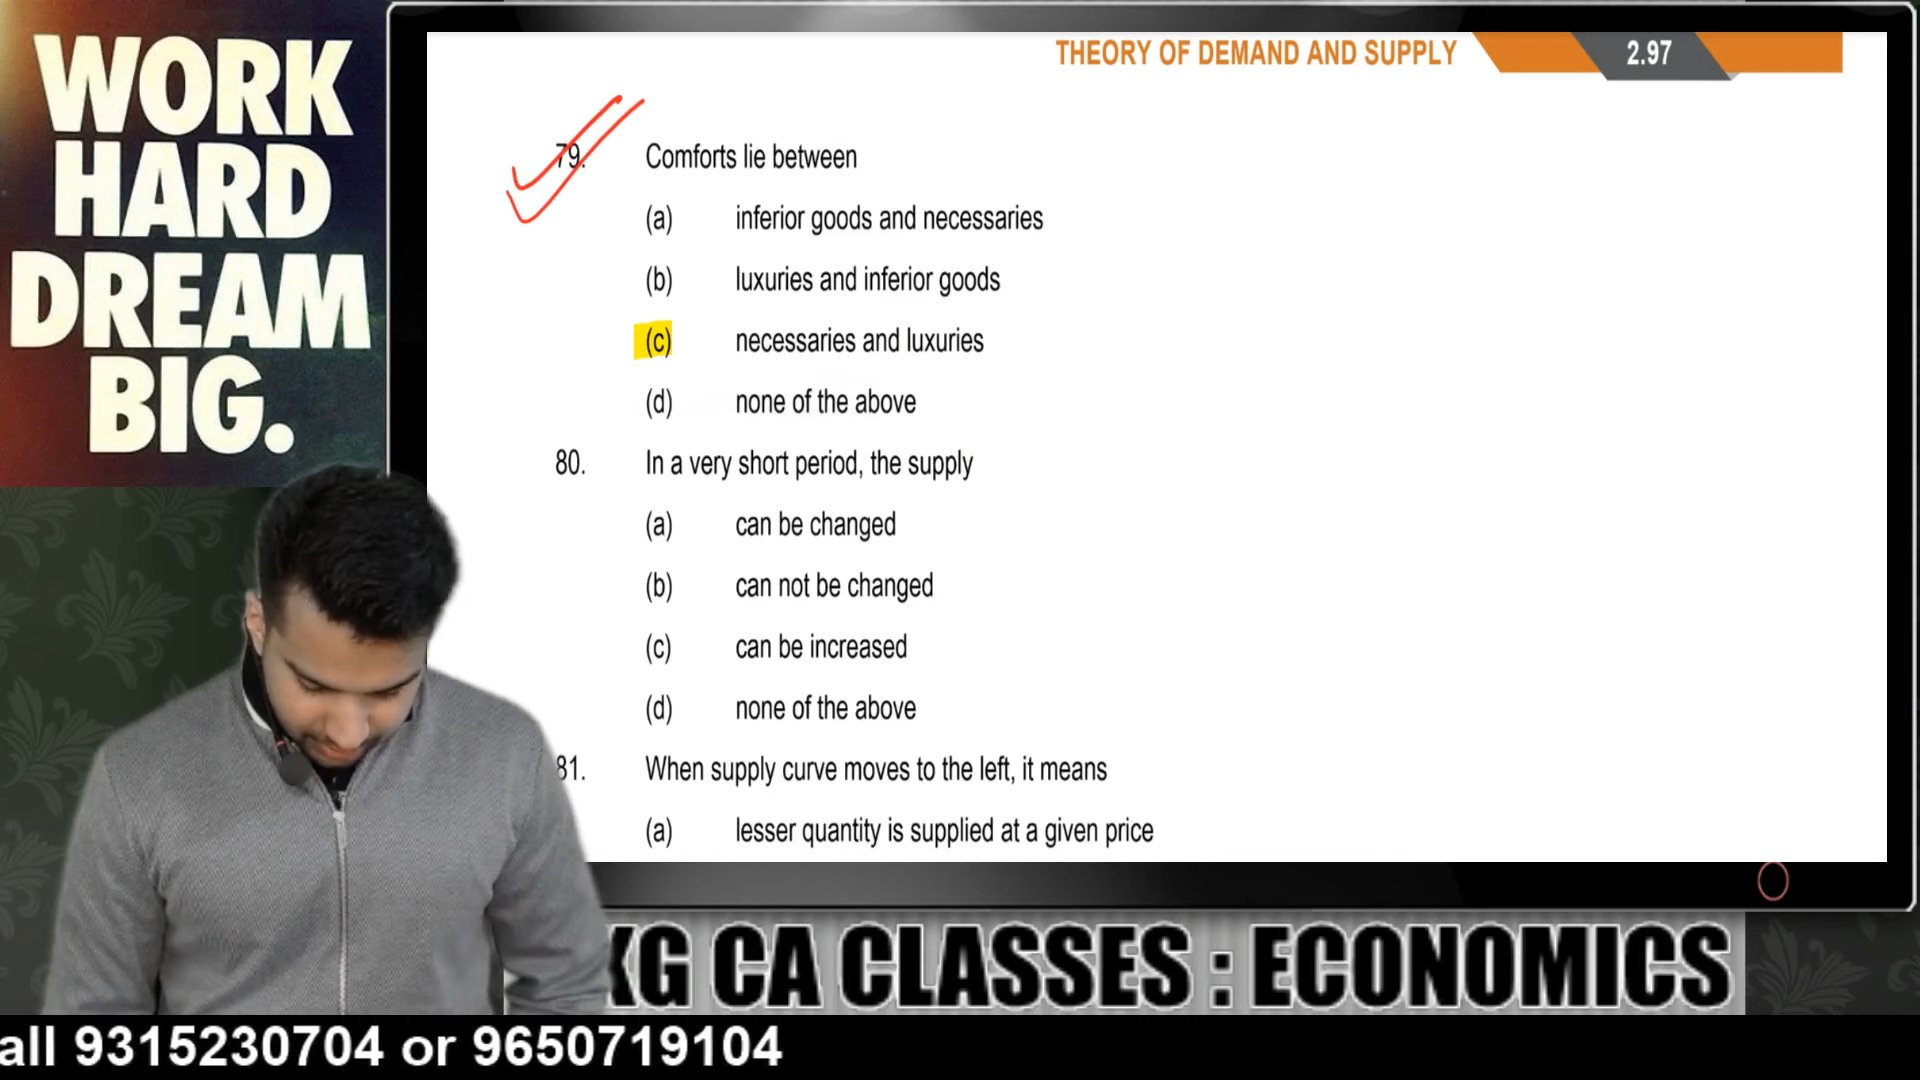 WORK
HARD
DREAM
BIG.
THEORY OF DEMAND AND SUPPLY 2.97
79. Comforts lie between
(a) inferior goods and necessaries
(b) luxuries and inferior goods
(c) necessaries and luxuries
(d) none of the above
80. In a very short period, the supply
(a) can be changed
(b) can not be changed
(c) can be increased
(d) none of the above
81. When supply curve moves to the left, it means
(a) lesser quantity is supplied at a given price
KG CA CLASSES : ECONOMICS
all 9315230704 or 9650719104